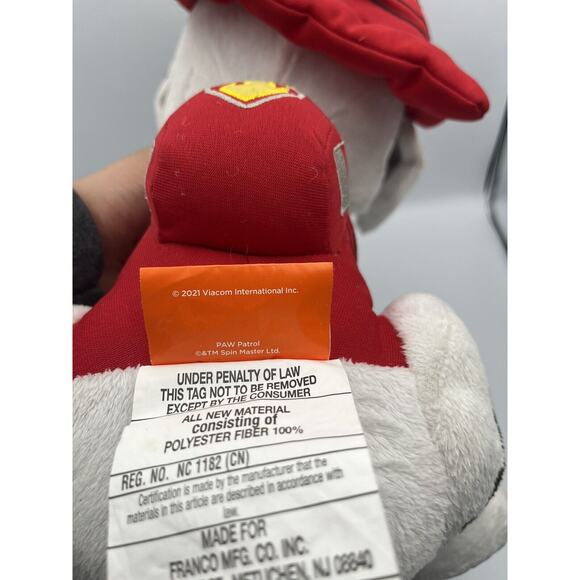 © 2021 Viacom International Inc.
PAW Patrol
©&TM Spin Master Ltd.
UNDER PENALTY OF LAW
THIS TAG NOT TO BE REMOVED
EXCEPT BY THE CONSUMER
ALL NEW MATERIAL
consisting of
POLYESTER FIBER 100%
REG. NO. NC 1182 (CN)
Certification is made by the manufacturer that the
materials in this article are described in accordance with
law.
MADE FOR
FRANCO MFG. CO. INC.
METUCHEN, NJ 08840